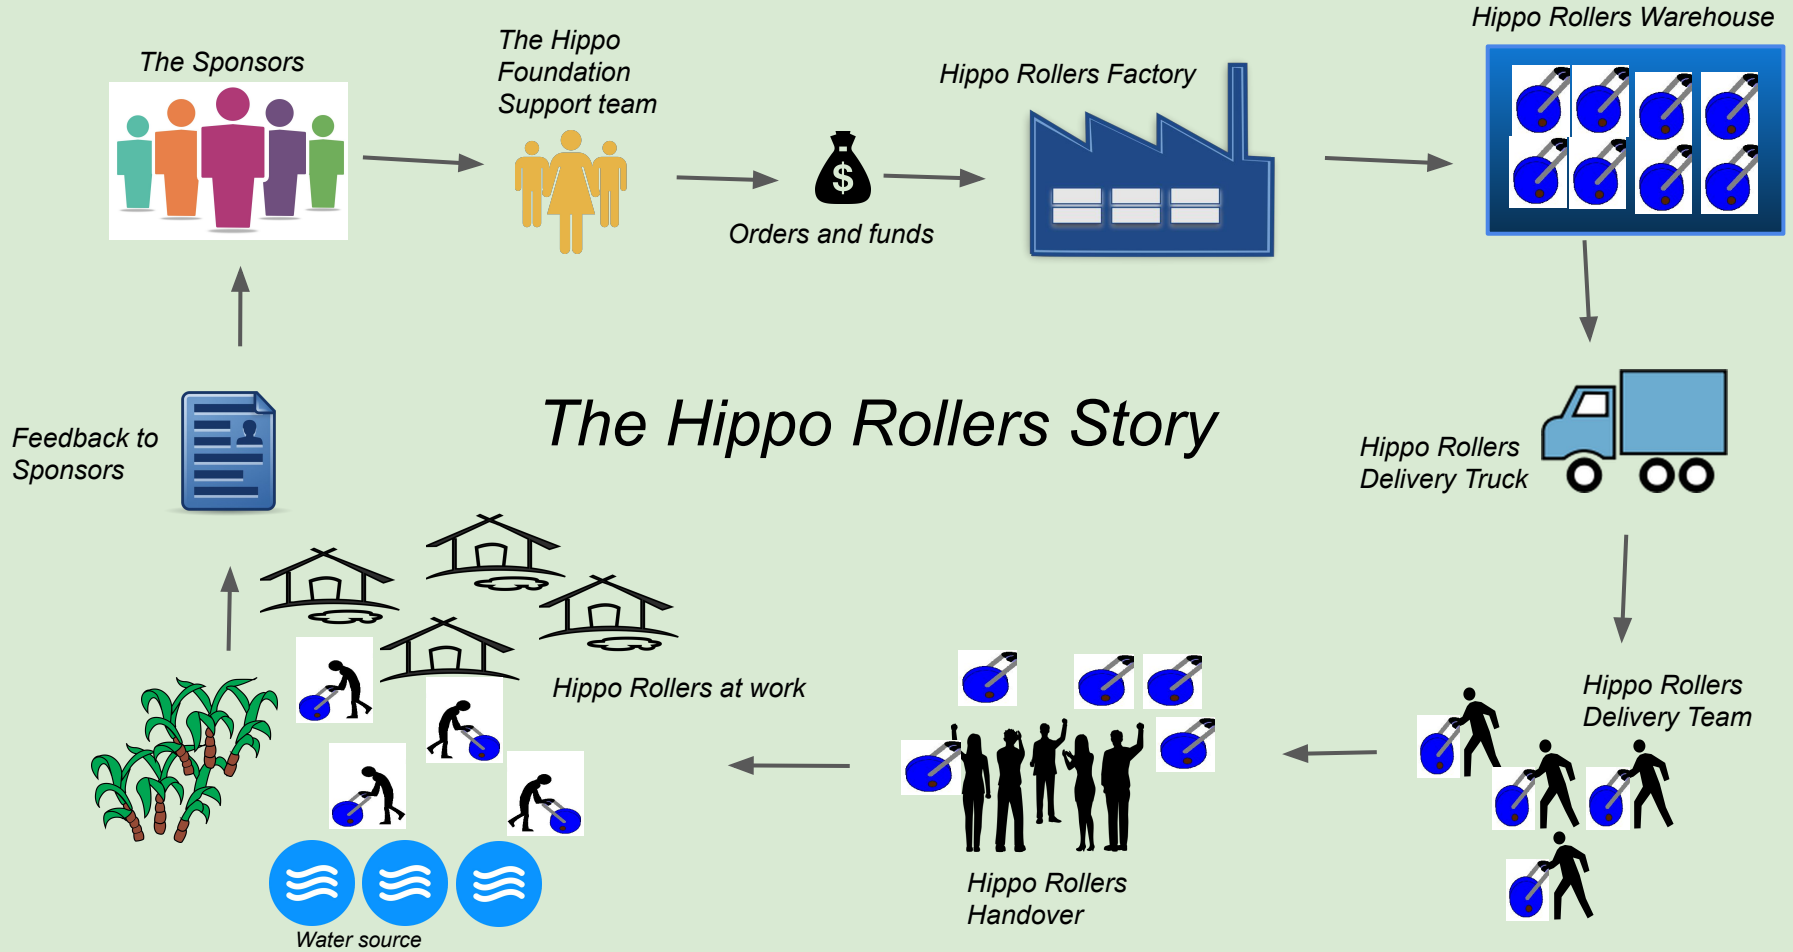 Hippo Rollers Warehouse
The Hippo
Foundation
Support team
The Sponsors
Hippo Rollers Factory
$
Orders and funds
The Hippo Rollers Story
Feedback to
Sponsors
Hippo Rollers
Delivery Truck
Hippo Rollers at work
Hippo Rollers
Delivery Team
Hippo Rollers
Handover
Water source